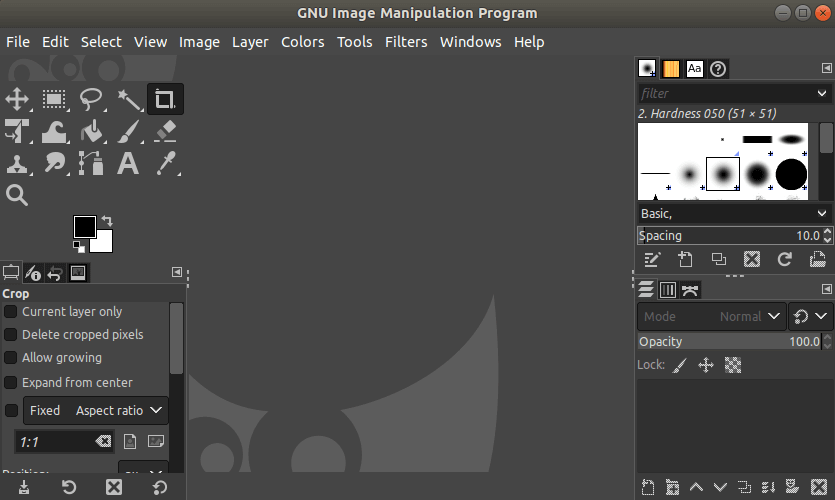 GNU Image Manipulation Program
File Edit Select View Image Layer Colors Tools Filters Windows Help
Aa
filter
2. Hardness 050 (51 × 51)
Basic,
Spacing 10.0
Crop
Current layer only
Delete cropped pixels
Allow growing
Expand from center
Fixed Aspect ratio
1:1
Mode Normal
Opacity 100.0
Lock: